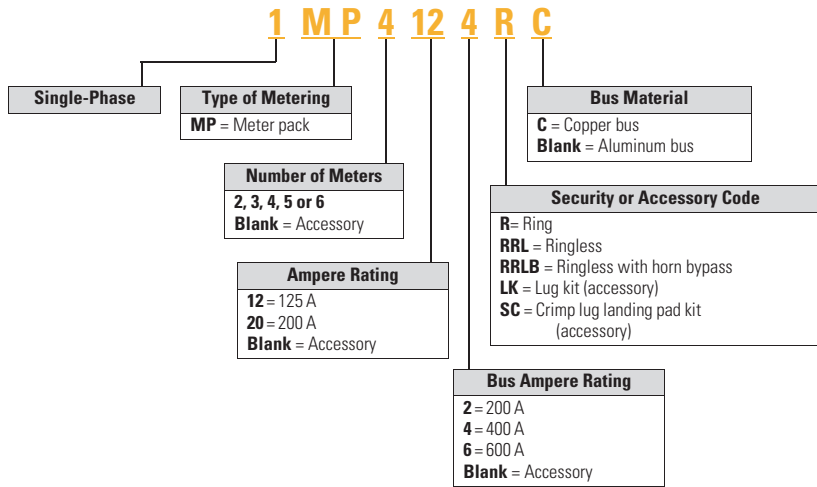 1 MP 4 12 4 R C
Single-Phase
Type of Metering
MP = Meter pack
Number of Meters
2, 3, 4, 5 or 6
Blank = Accessory
Ampere Rating
12 = 125 A
20 = 200 A
Blank = Accessory
Bus Ampere Rating
2 = 200 A
4 = 400 A
6 = 600 A
Blank = Accessory
Security or Accessory Code
R= Ring
RRL = Ringless
RRLB = Ringless with horn bypass
LK = Lug kit (accessory)
SC = Crimp lug landing pad kit
(accessory)
Bus Material
C = Copper bus
Blank = Aluminum bus